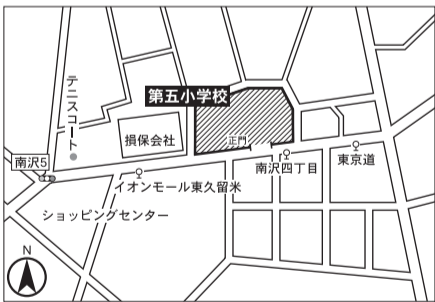 テニスコート
第五小学校
損保会社
正門
南沢5
イオンモール東久留米
南沢四丁目
東京道
ショッピングセンター
N